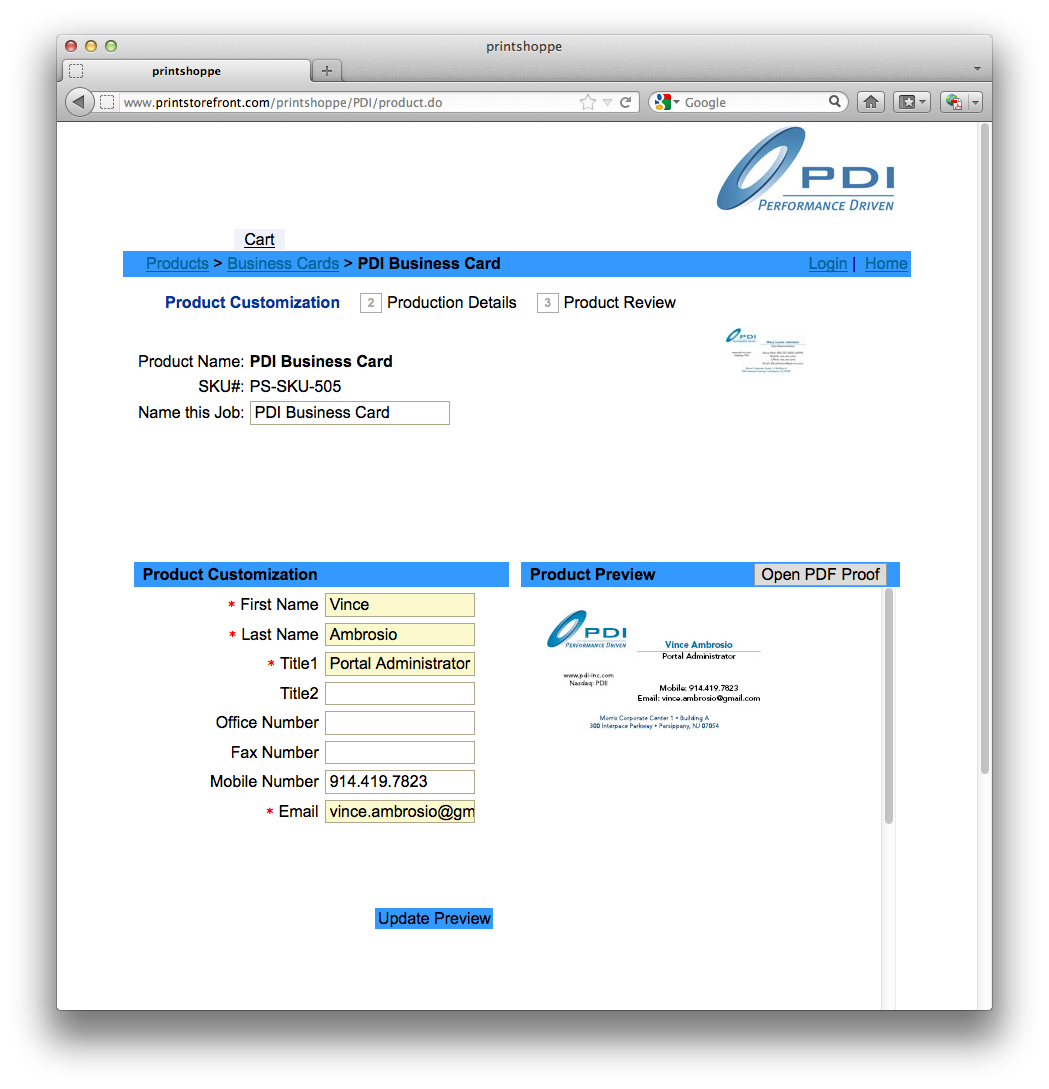 printshoppe
printshoppe
www.printstorefront.com/printshoppe/PDI/product.do
Google
PDI
PERFORMANCE DRIVEN
Cart
Products > Business Cards > PDI Business Card
Login | Home
Product Customization 2 Production Details 3 Product Review
PDI
Product Name: PDI Business Card
SKU#: PS-SKU-505
Name this Job: PDI Business Card
Product Customization
* First Name Vince
* Last Name Ambrosio
* Title1 Portal Administrator
Title2
Office Number
Fax Number
Mobile Number 914.419.7823
* Email vince.ambrosio@gm
Update Preview
Product Preview
Open PDF Proof
PDI
PERFORMANCE DRIVEN
Vince Ambrosio
Portal Administrator
www.pdi-inc.com
Nasdaq: PDII
Mobile: 914.419.7823
Email: vince.ambrosio@gmail.com
Morris Corporate Center 1 • Building A
300 Interpace Parkway • Parsippany, NJ 07054